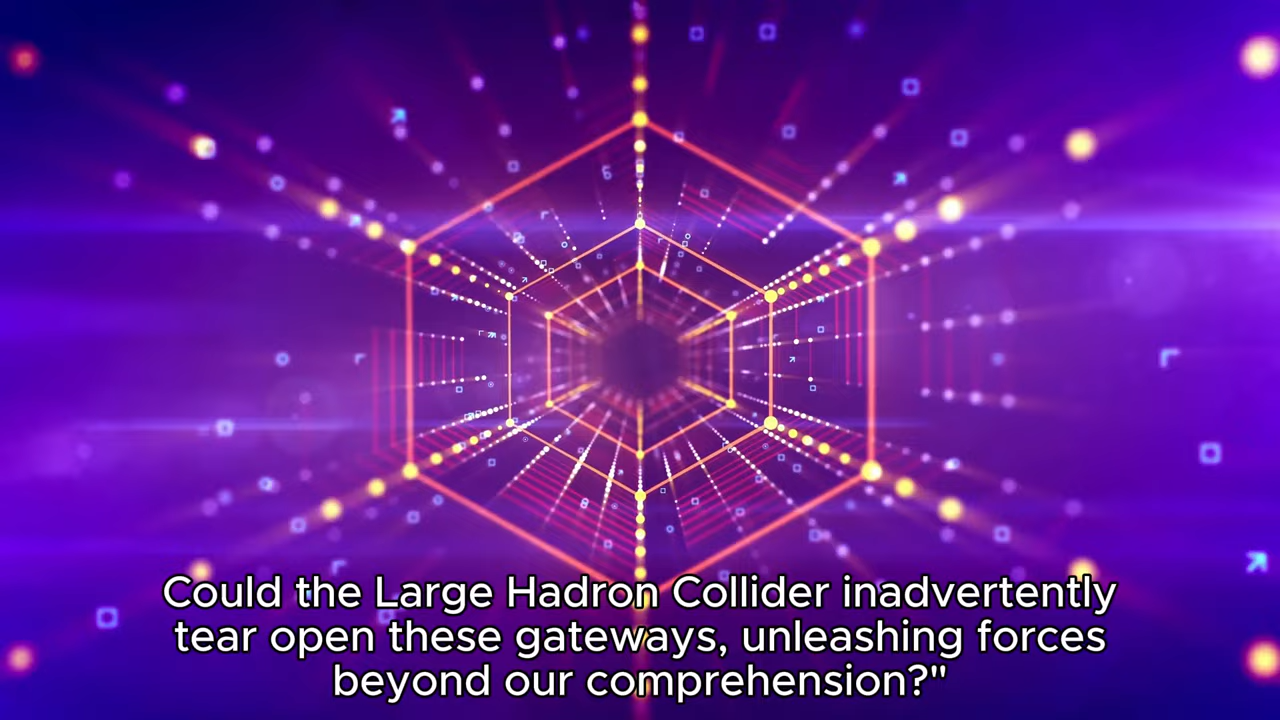 Could the Large Hadron Collider inadvertently
tear open these gateways, unleashing forces
beyond our comprehension?"